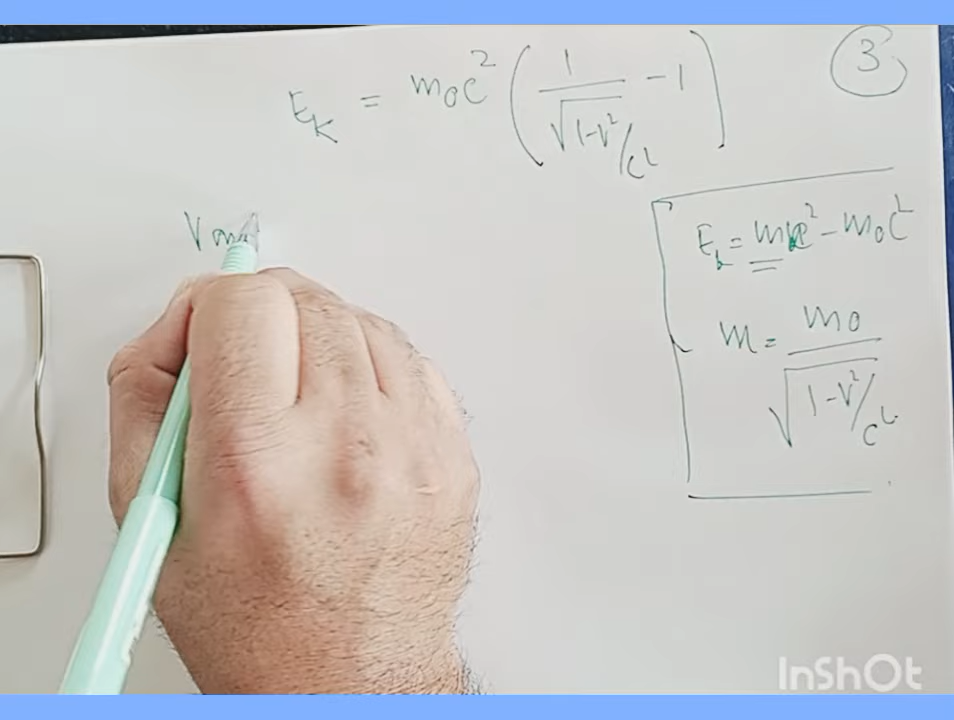 E_K = m₀c² ( 1 / √(1-v²/c²) - 1 )
3
E_k = mc² - m₀c²
m = m₀ / √(1-v²/c²)
InShOt